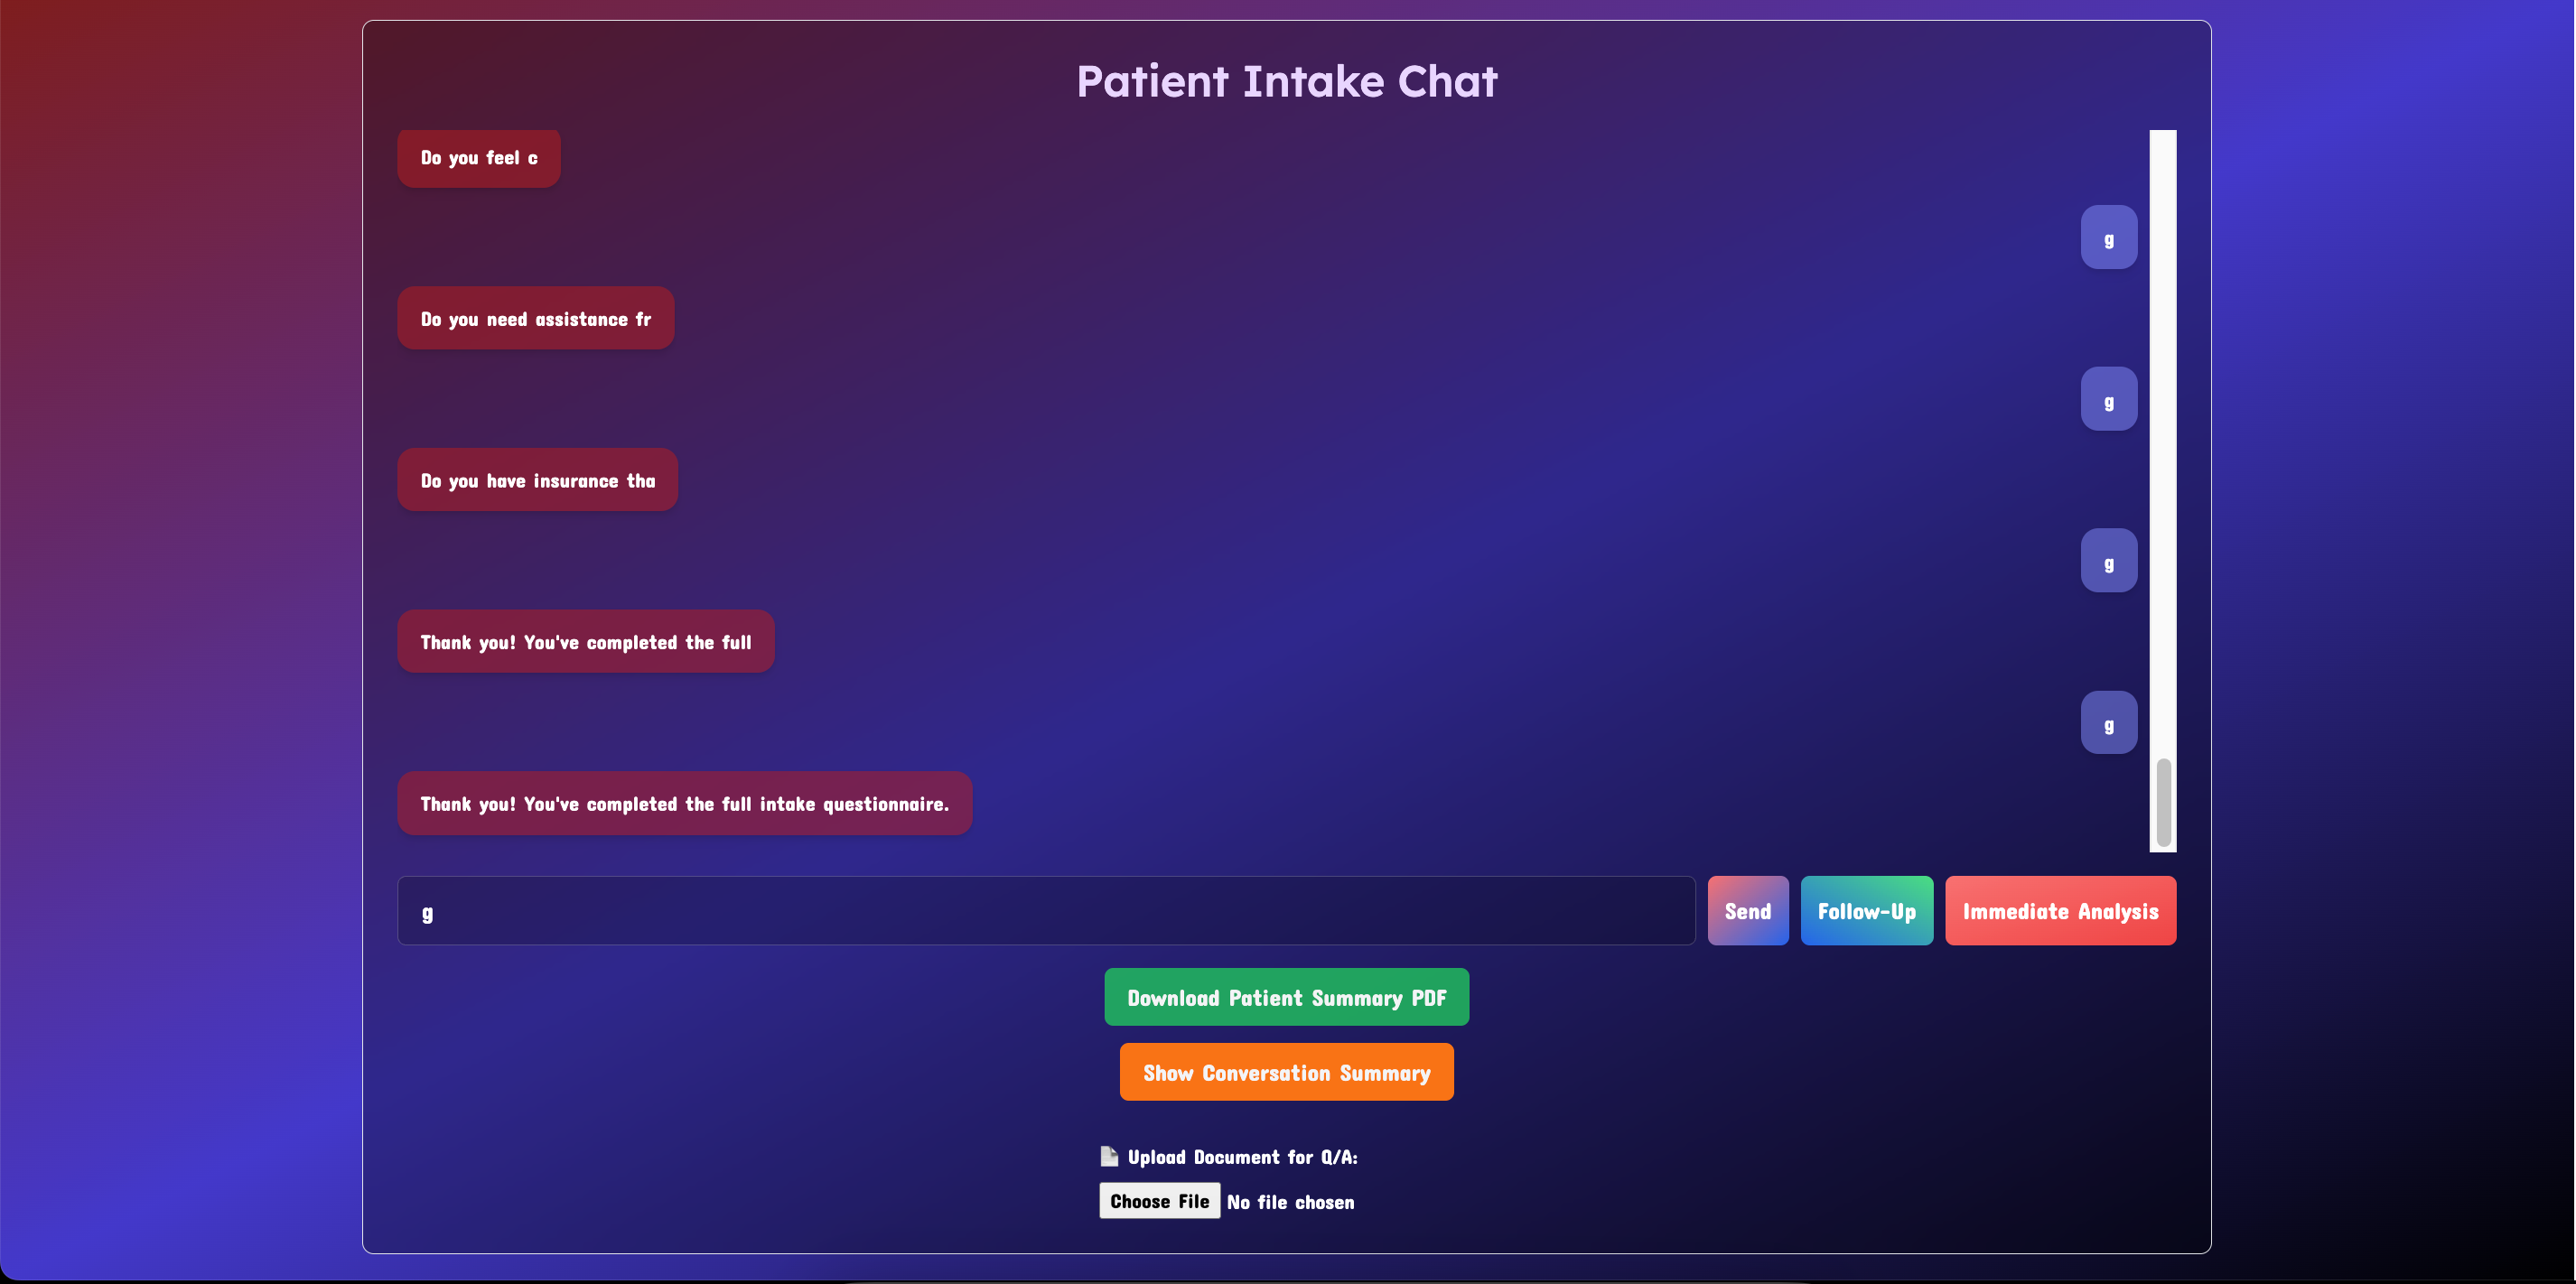 Patient Intake Chat
Do you feel c
g
Do you need assistance fr
g
Do you have insurance tha
g
Thank you! You've completed the full
g
Thank you! You've completed the full intake questionnaire.
g
Send
Follow-Up
Immediate Analysis
Download Patient Summary PDF
Show Conversation Summary
Upload Document for Q/A:
Choose File No file chosen